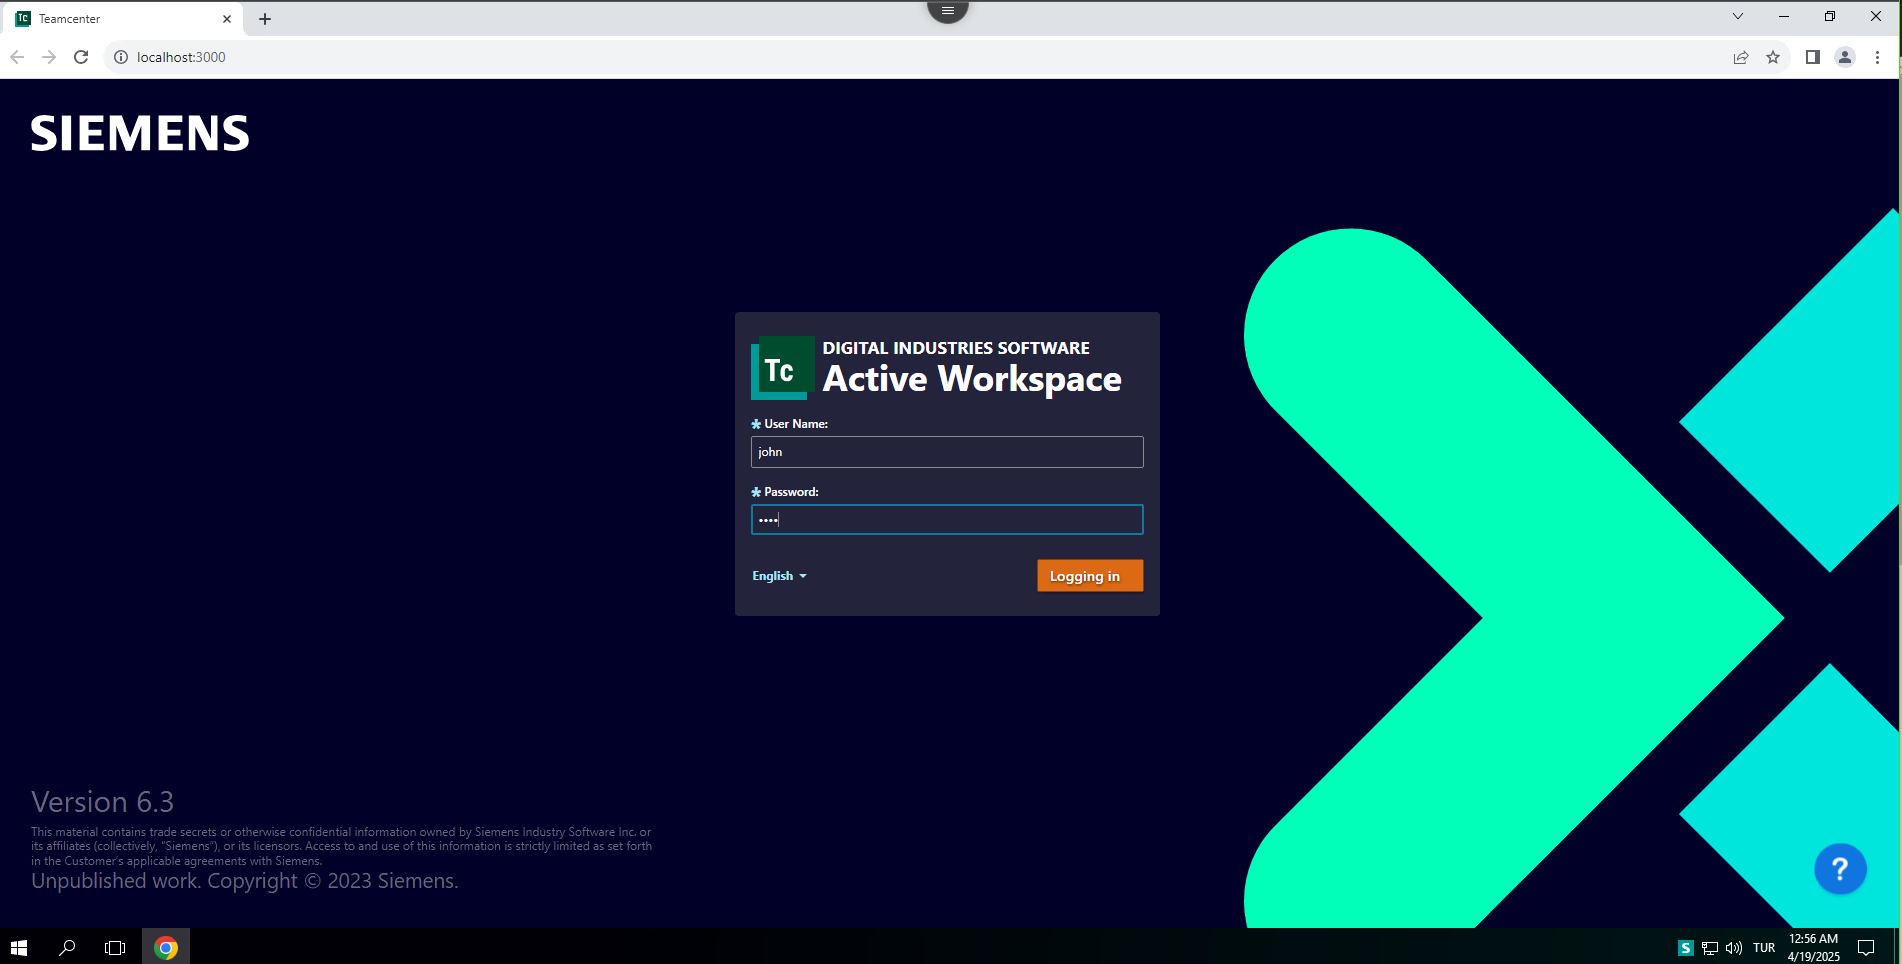 Tc Teamcenter
localhost:3000
SIEMENS
Tc
DIGITAL INDUSTRIES SOFTWARE
Active Workspace
* User Name:
john
* Password:
••••
English
Logging in
Version 6.3
This material contains trade secrets or otherwise confidential information owned by Siemens Industry Software Inc. or
its affiliates (collectively, “Siemens”), or its licensors. Access to and use of this information is strictly limited as set forth
in the Customer's applicable agreements with Siemens.
Unpublished work. Copyright © 2023 Siemens.
?
S TUR 12:56 AM
4/19/2025